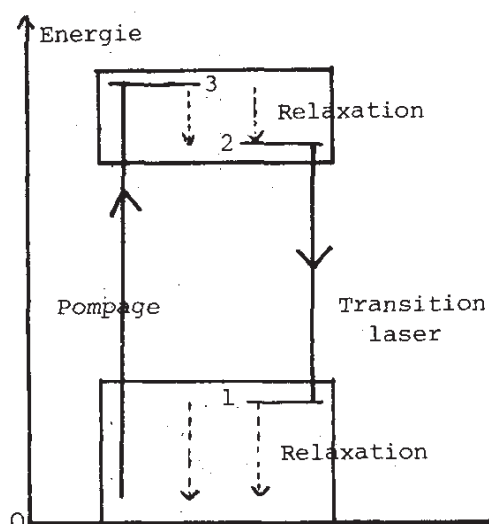 Energie
3
Relaxation
2
Pompage
Transition
laser
1
Relaxation
0